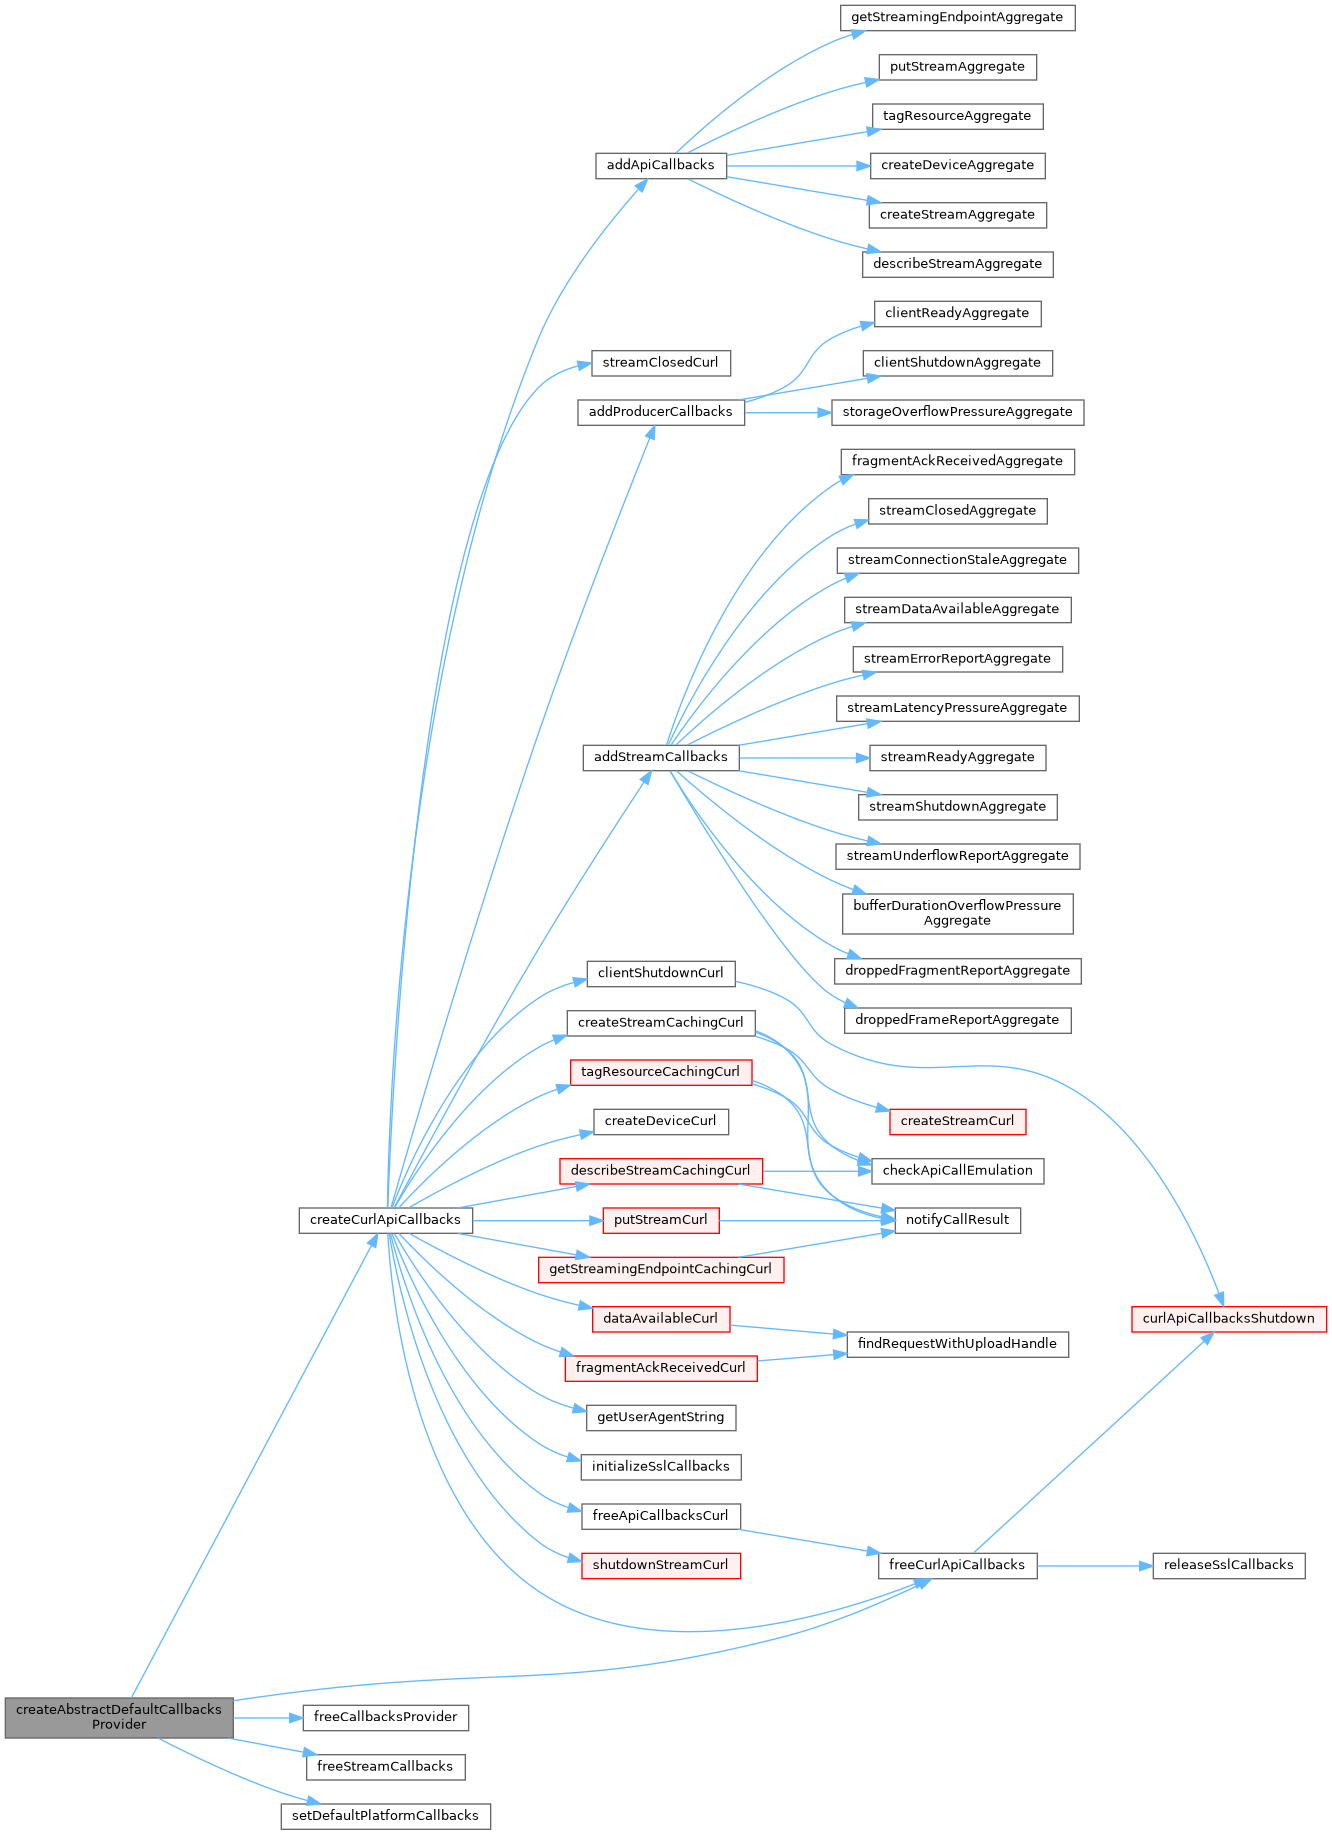 getStreamingEndpointAggregate
putStreamAggregate
tagResourceAggregate
addApiCallbacks
createDeviceAggregate
createStreamAggregate
describeStreamAggregate
clientReadyAggregate
streamClosedCurl
clientShutdownAggregate
addProducerCallbacks
storageOverflowPressureAggregate
fragmentAckReceivedAggregate
streamClosedAggregate
streamConnectionStaleAggregate
streamDataAvailableAggregate
streamErrorReportAggregate
streamLatencyPressureAggregate
addStreamCallbacks
streamReadyAggregate
streamShutdownAggregate
streamUnderflowReportAggregate
bufferDurationOverflowPressure
Aggregate
droppedFragmentReportAggregate
clientShutdownCurl
droppedFrameReportAggregate
createStreamCachingCurl
tagResourceCachingCurl
createStreamCurl
createDeviceCurl
describeStreamCachingCurl
checkApiCallEmulation
createCurlApiCallbacks
putStreamCurl
notifyCallResult
getStreamingEndpointCachingCurl
dataAvailableCurl
curlApiCallbacksShutdown
findRequestWithUploadHandle
fragmentAckReceivedCurl
getUserAgentString
initializeSslCallbacks
freeApiCallbacksCurl
shutdownStreamCurl
freeCurlApiCallbacks
releaseSslCallbacks
createAbstractDefaultCallbacks
Provider
freeCallbacksProvider
freeStreamCallbacks
setDefaultPlatformCallbacks